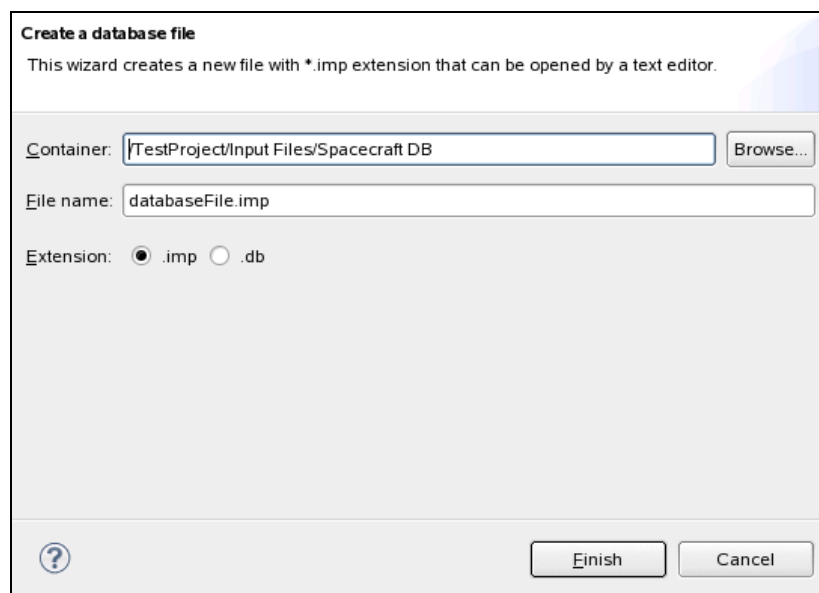 Create a database file
This wizard creates a new file with *.imp extension that can be opened by a text editor.
Container: /TestProject/Input Files/Spacecraft DB Browse...
File name: databaseFile.imp
Extension: .imp .db
? Finish Cancel